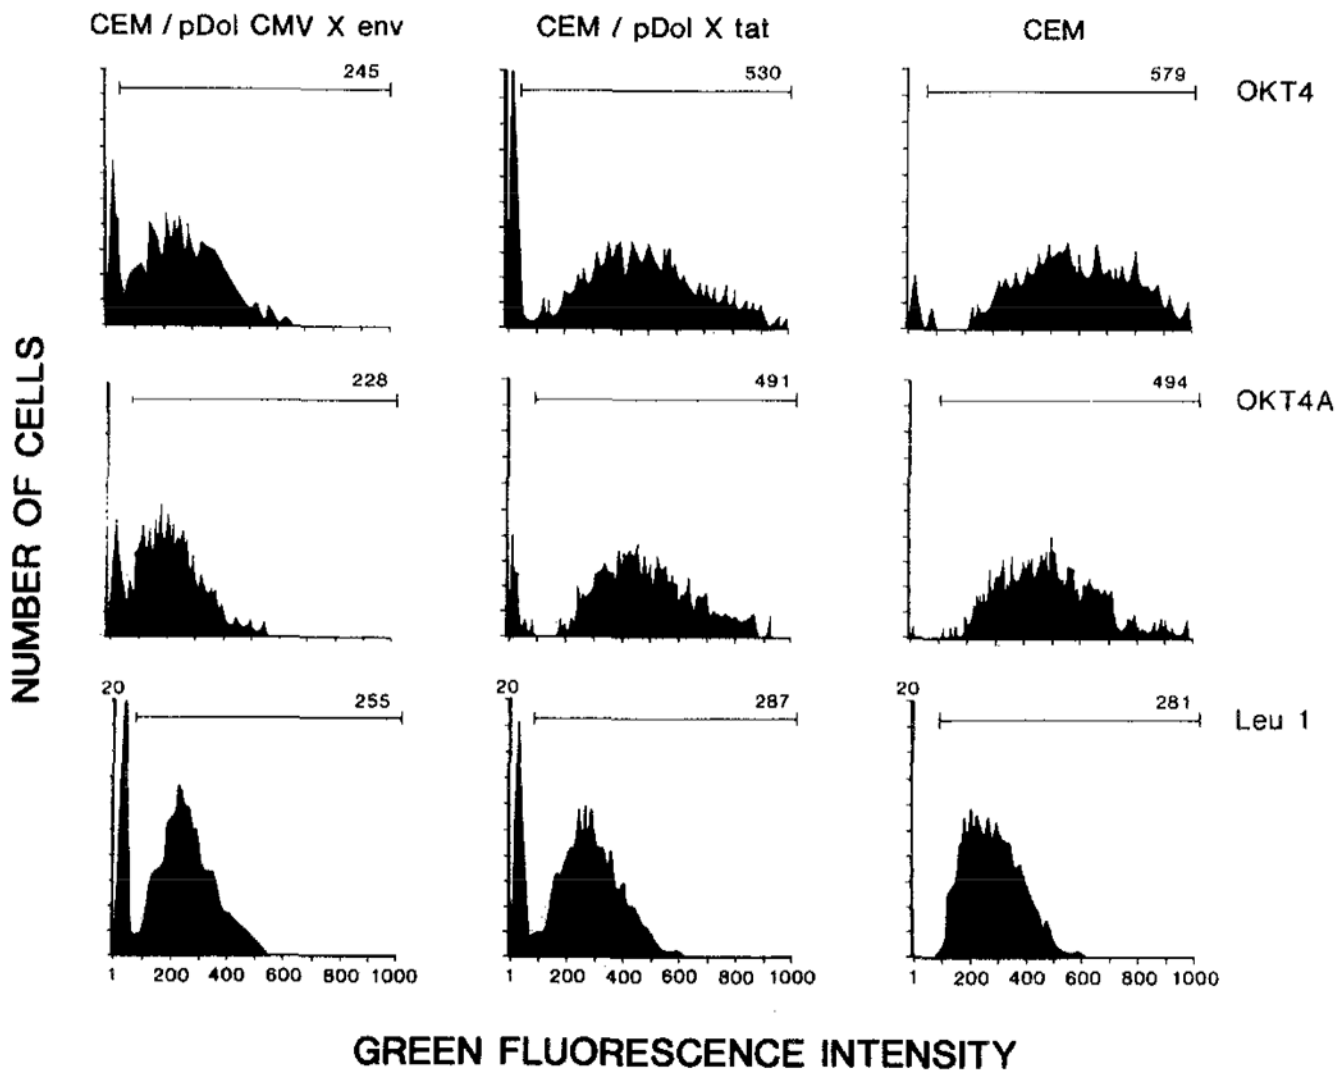 CEM / pDol CMV X env
CEM / pDol X tat
CEM
245
530
579
OKT4
228
491
494
OKT4A
20
255
20
287
20
281
Leu 1
1 200 400 600 800 1000
1 200 400 600 800 1000
1 200 400 600 800 1000
NUMBER OF CELLS
GREEN FLUORESCENCE INTENSITY